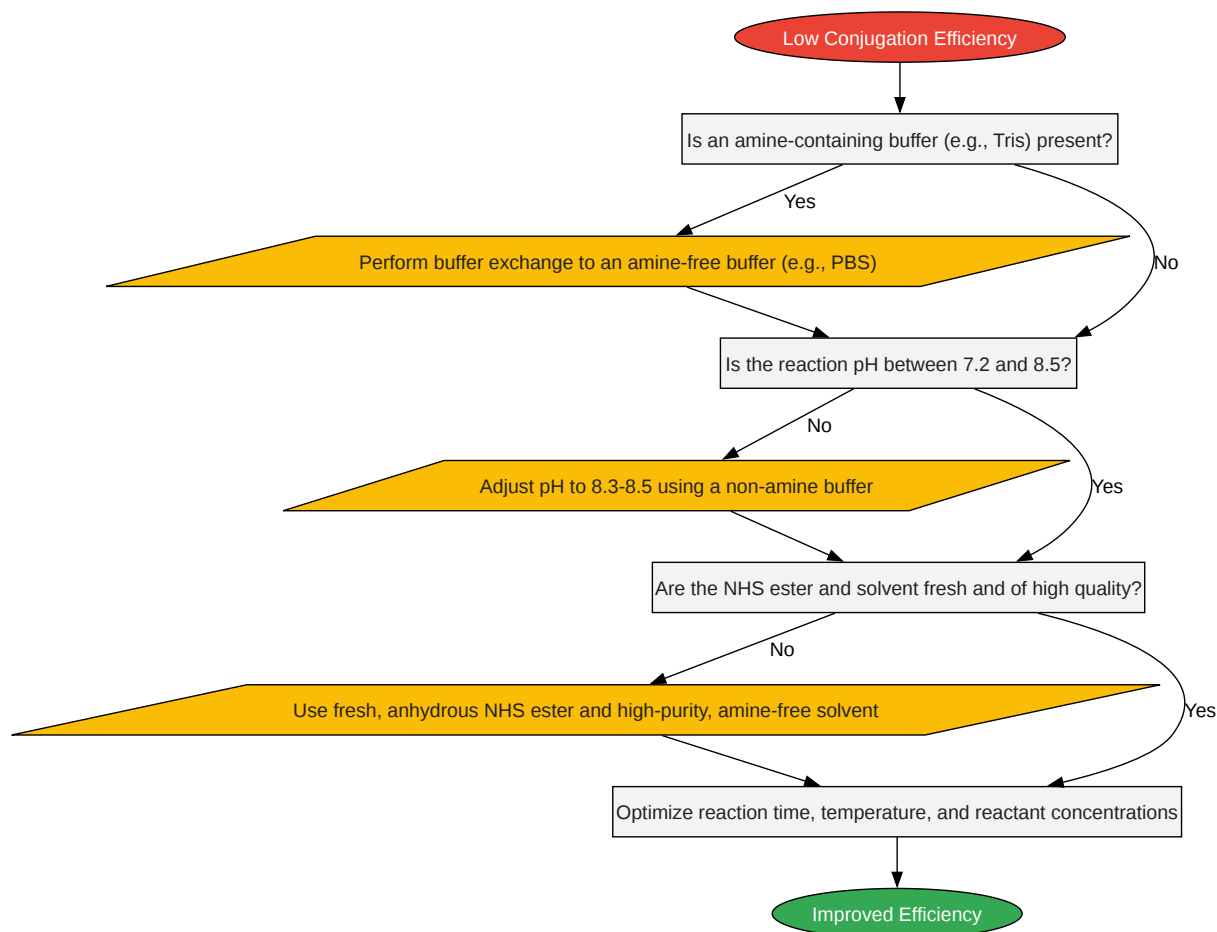 Low Conjugation Efficiency
Is an amine-containing buffer (e.g., Tris) present?
Yes
Perform buffer exchange to an amine-free buffer (e.g., PBS)
No
Is the reaction pH between 7.2 and 8.5?
No
Adjust pH to 8.3-8.5 using a non-amine buffer
Yes
Are the NHS ester and solvent fresh and of high quality?
No
Use fresh, anhydrous NHS ester and high-purity, amine-free solvent
Yes
Optimize reaction time, temperature, and reactant concentrations
Improved Efficiency